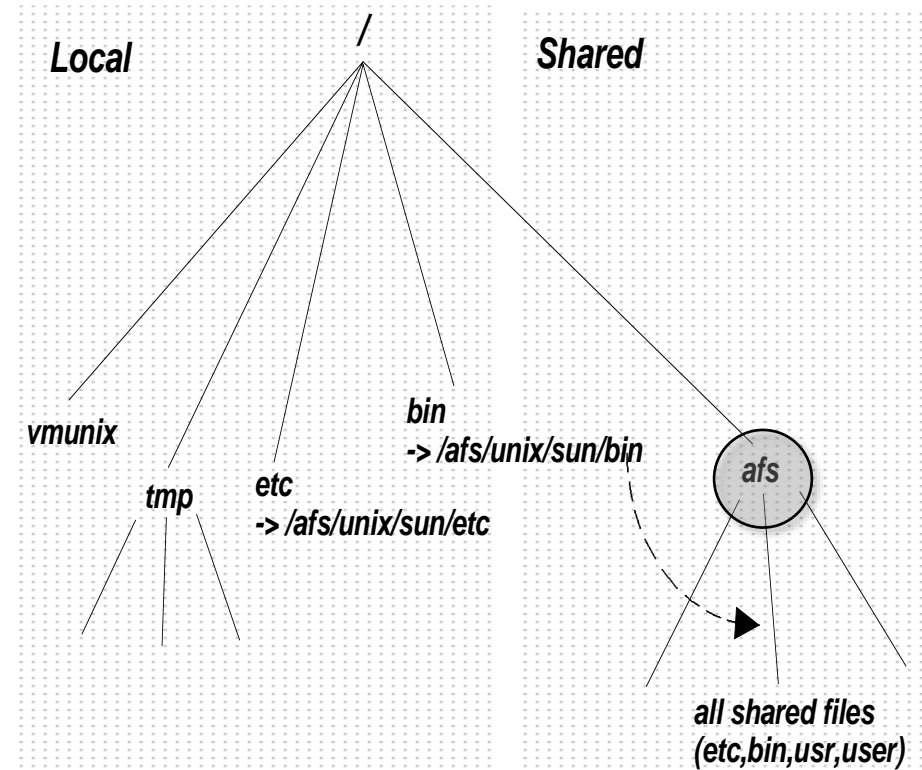 /
Local
Shared
vmunix
tmp
etc
-> /afs/unix/sun/etc
bin
-> /afs/unix/sun/bin
afs
all shared files
(etc,bin,usr,user)